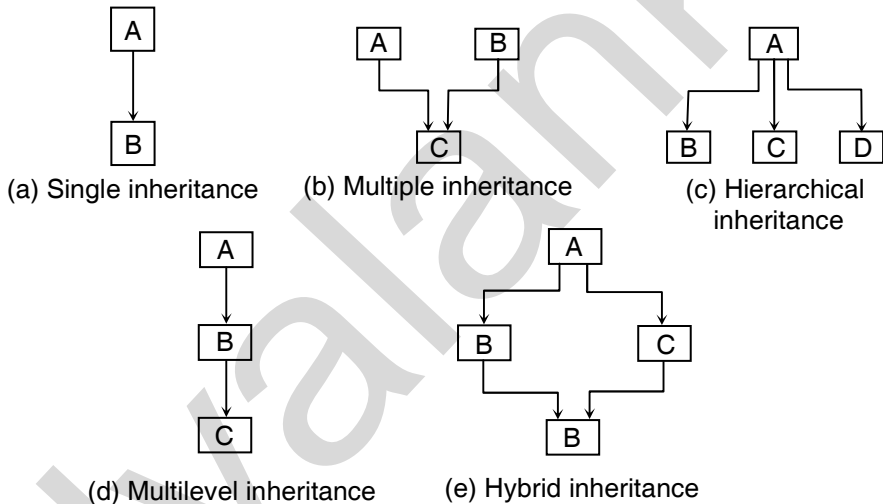 A
A B
A
B
C
B C D
(a) Single inheritance
(b) Multiple inheritance
(c) Hierarchical
inheritance
A
A
B
B C
C
B
(d) Multilevel inheritance
(e) Hybrid inheritance